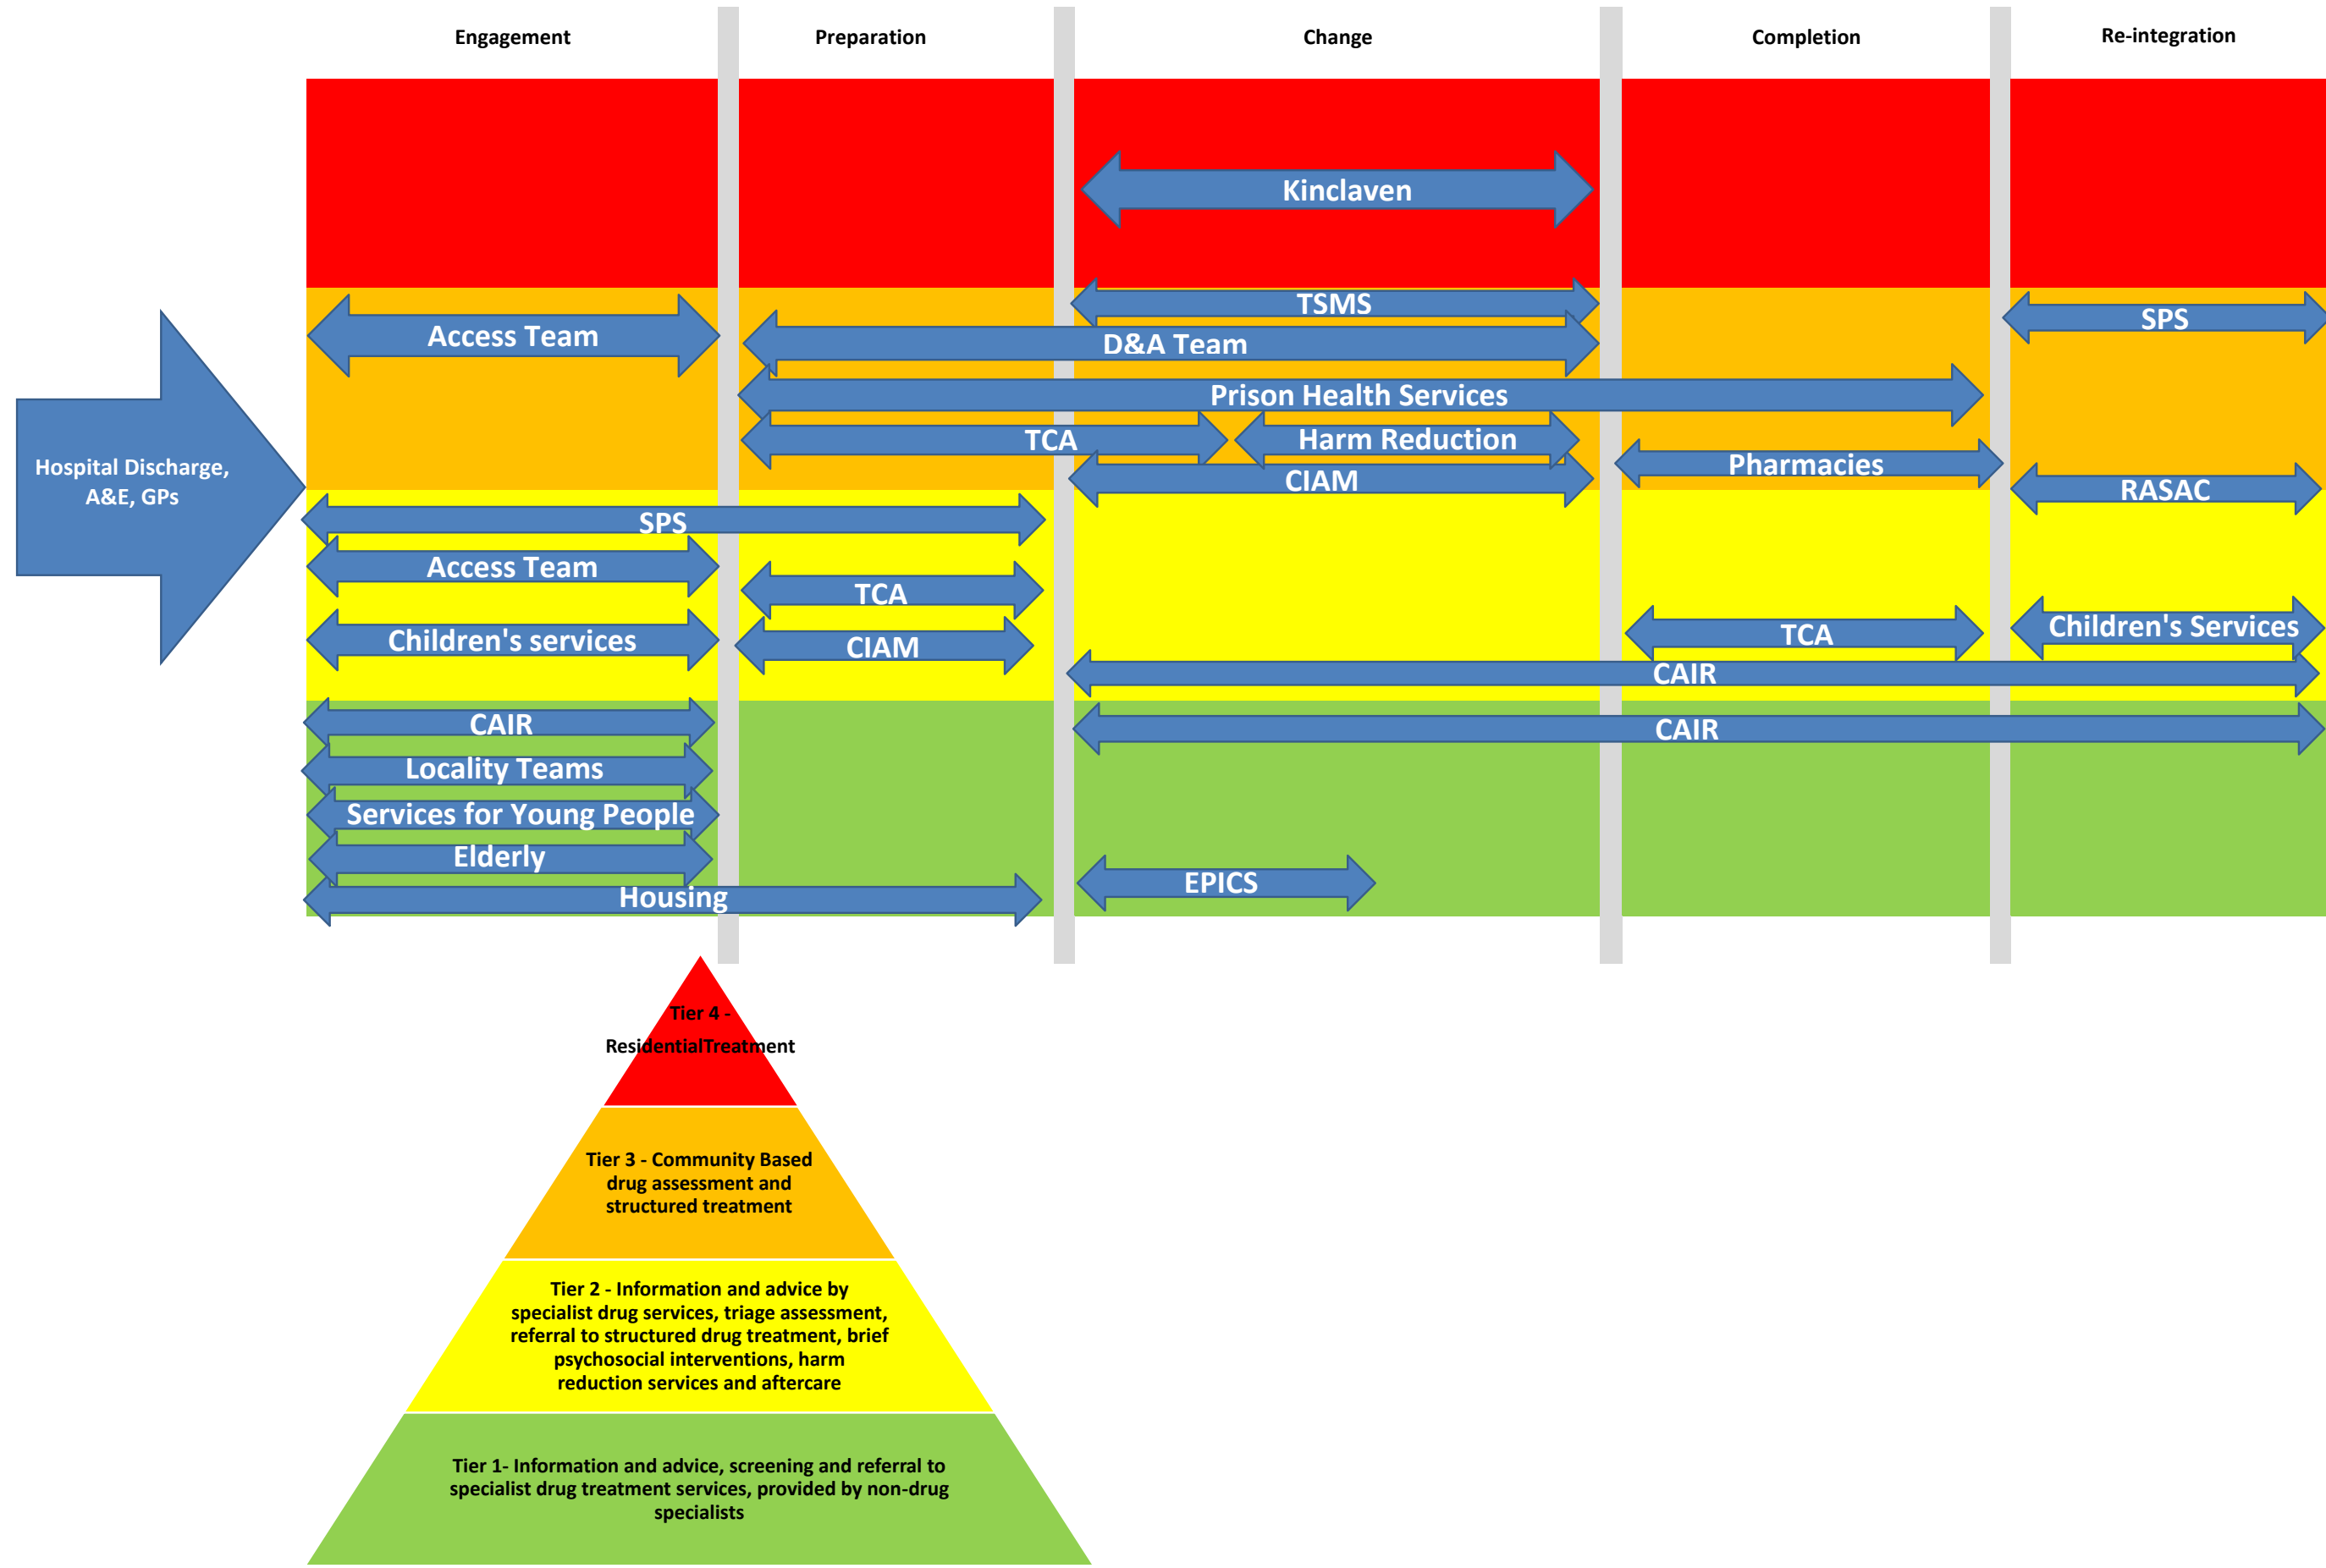 Engagement
Preparation
Change
Completion
Re-integration
Kinclaven
TSMS
SPS
Access Team
D&A Team
Prison Health Services
TCA
Harm Reduction
Pharmacies
CIAM
RASAC
Hospital Discharge,
A&E, GPs
SPS
Access Team
TCA
Children's services
CIAM
TCA
Children's Services
CAIR
CAIR
CAIR
Locality Teams
Services for Young People
Elderly
Housing
EPICS
Tier 4 -
ResidentialTreatment
Tier 3 - Community Based
drug assessment and
structured treatment
Tier 2 - Information and advice by
specialist drug services, triage assessment,
referral to structured drug treatment, brief
psychosocial interventions, harm
reduction services and aftercare
Tier 1- Information and advice, screening and referral to
specialist drug treatment services, provided by non-drug
specialists